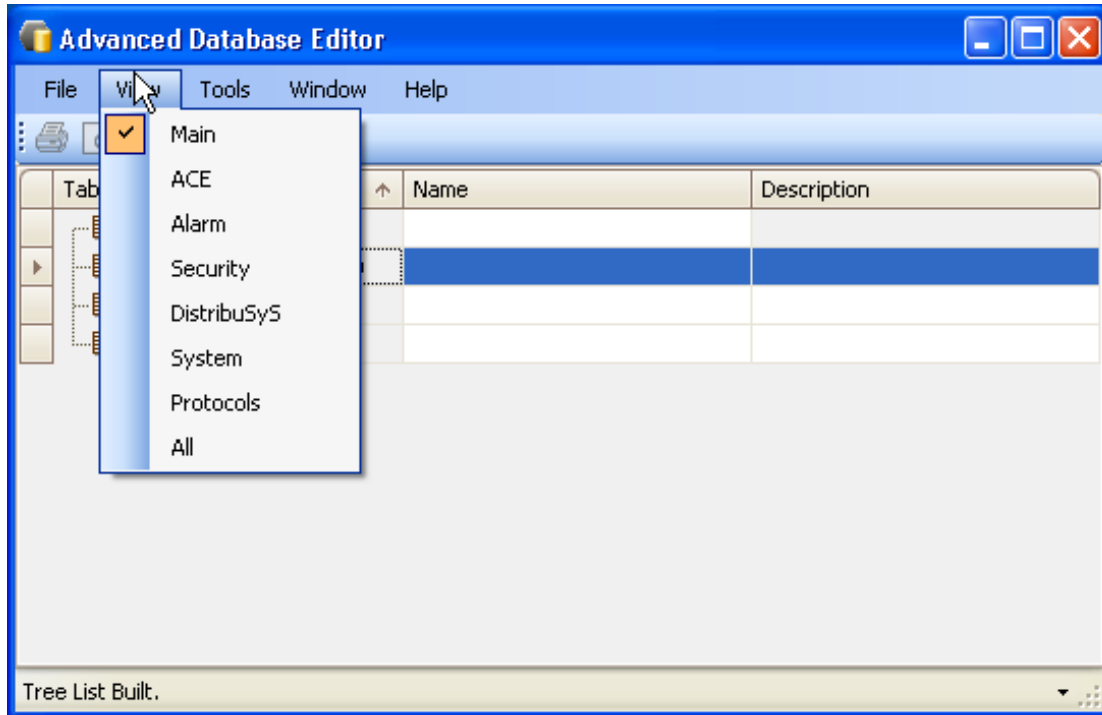 Advanced Database Editor
File View Tools Window Help
Main
ACE
Alarm
Security
DistribuSyS
System
Protocols
All
Name Description
Tree List Built.